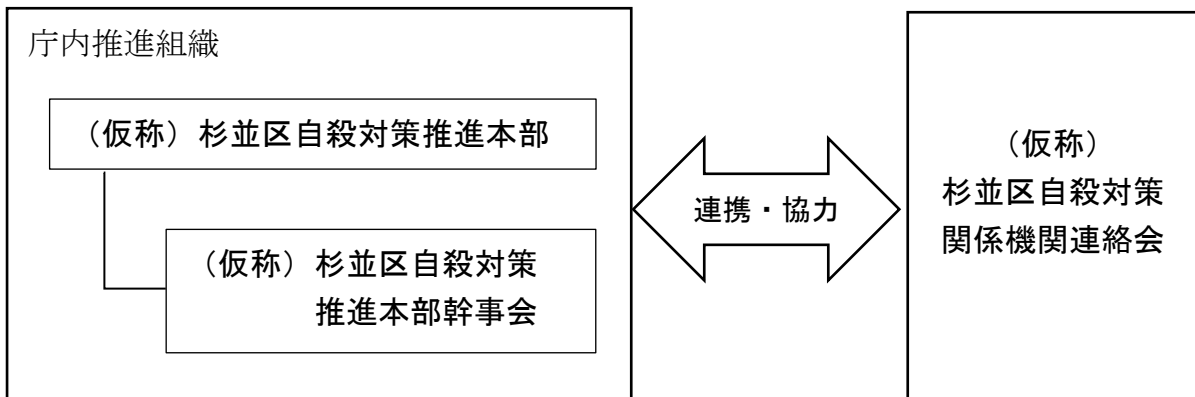 庁内推進組織
（仮称）杉並区自殺対策推進本部
（仮称）杉並区自殺対策
推進本部幹事会
連携・協力
（仮称）
杉並区自殺対策
関係機関連絡会